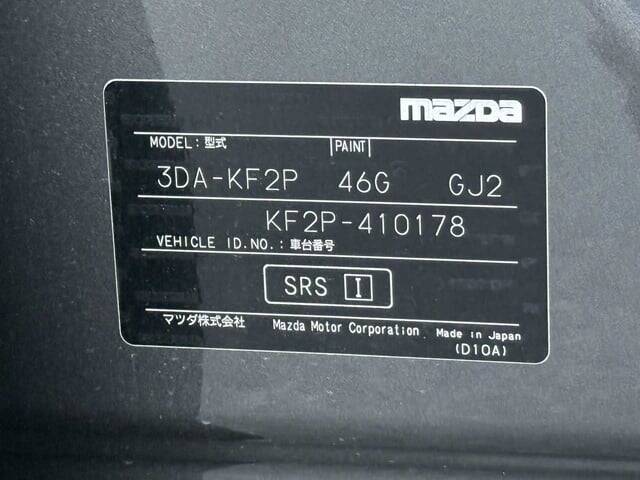 mazda
MODEL: 型式 PAINT
3DA-KF2P 46G GJ2
KF2P-410178
VEHICLE ID.NO.: 車台番号
SRS I
マツダ株式会社 Mazda Motor Corporation Made in Japan
(D10A)